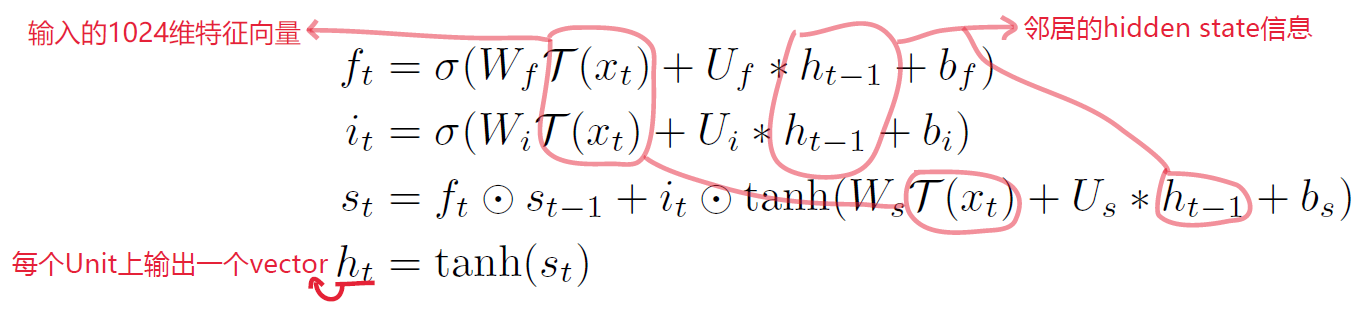 输入的1024维特征向量
邻居的hidden state信息
f_t = σ(W_f 𝒯(x_t) + U_f ∗ h_{t−1} + b_f)
i_t = σ(W_i 𝒯(x_t) + U_i ∗ h_{t−1} + b_i)
s_t = f_t ⊙ s_{t−1} + i_t ⊙ tanh(W_s 𝒯(x_t) + U_s ∗ h_{t−1} + b_s)
每个Unit上输出一个vector h_t = tanh(s_t)